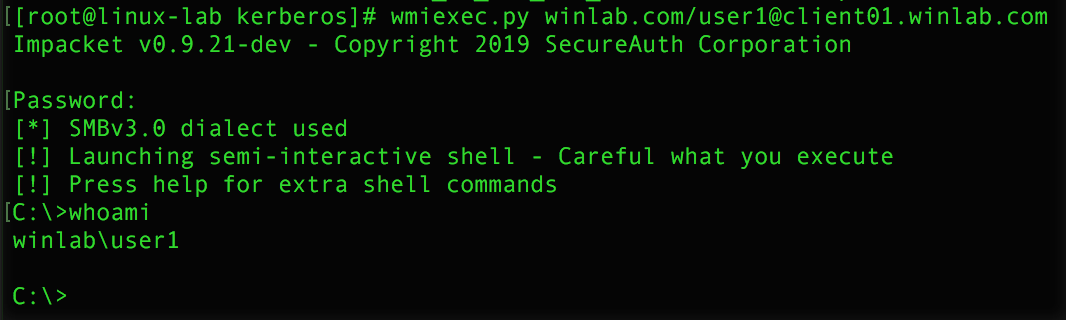 [[root@linux-lab kerberos]# wmiexec.py winlab.com/user1@client01.winlab.com
Impacket v0.9.21-dev - Copyright 2019 SecureAuth Corporation
[Password:
[*] SMBv3.0 dialect used
[!] Launching semi-interactive shell - Careful what you execute
[!] Press help for extra shell commands
[C:\>whoami
winlab\user1
C:\>